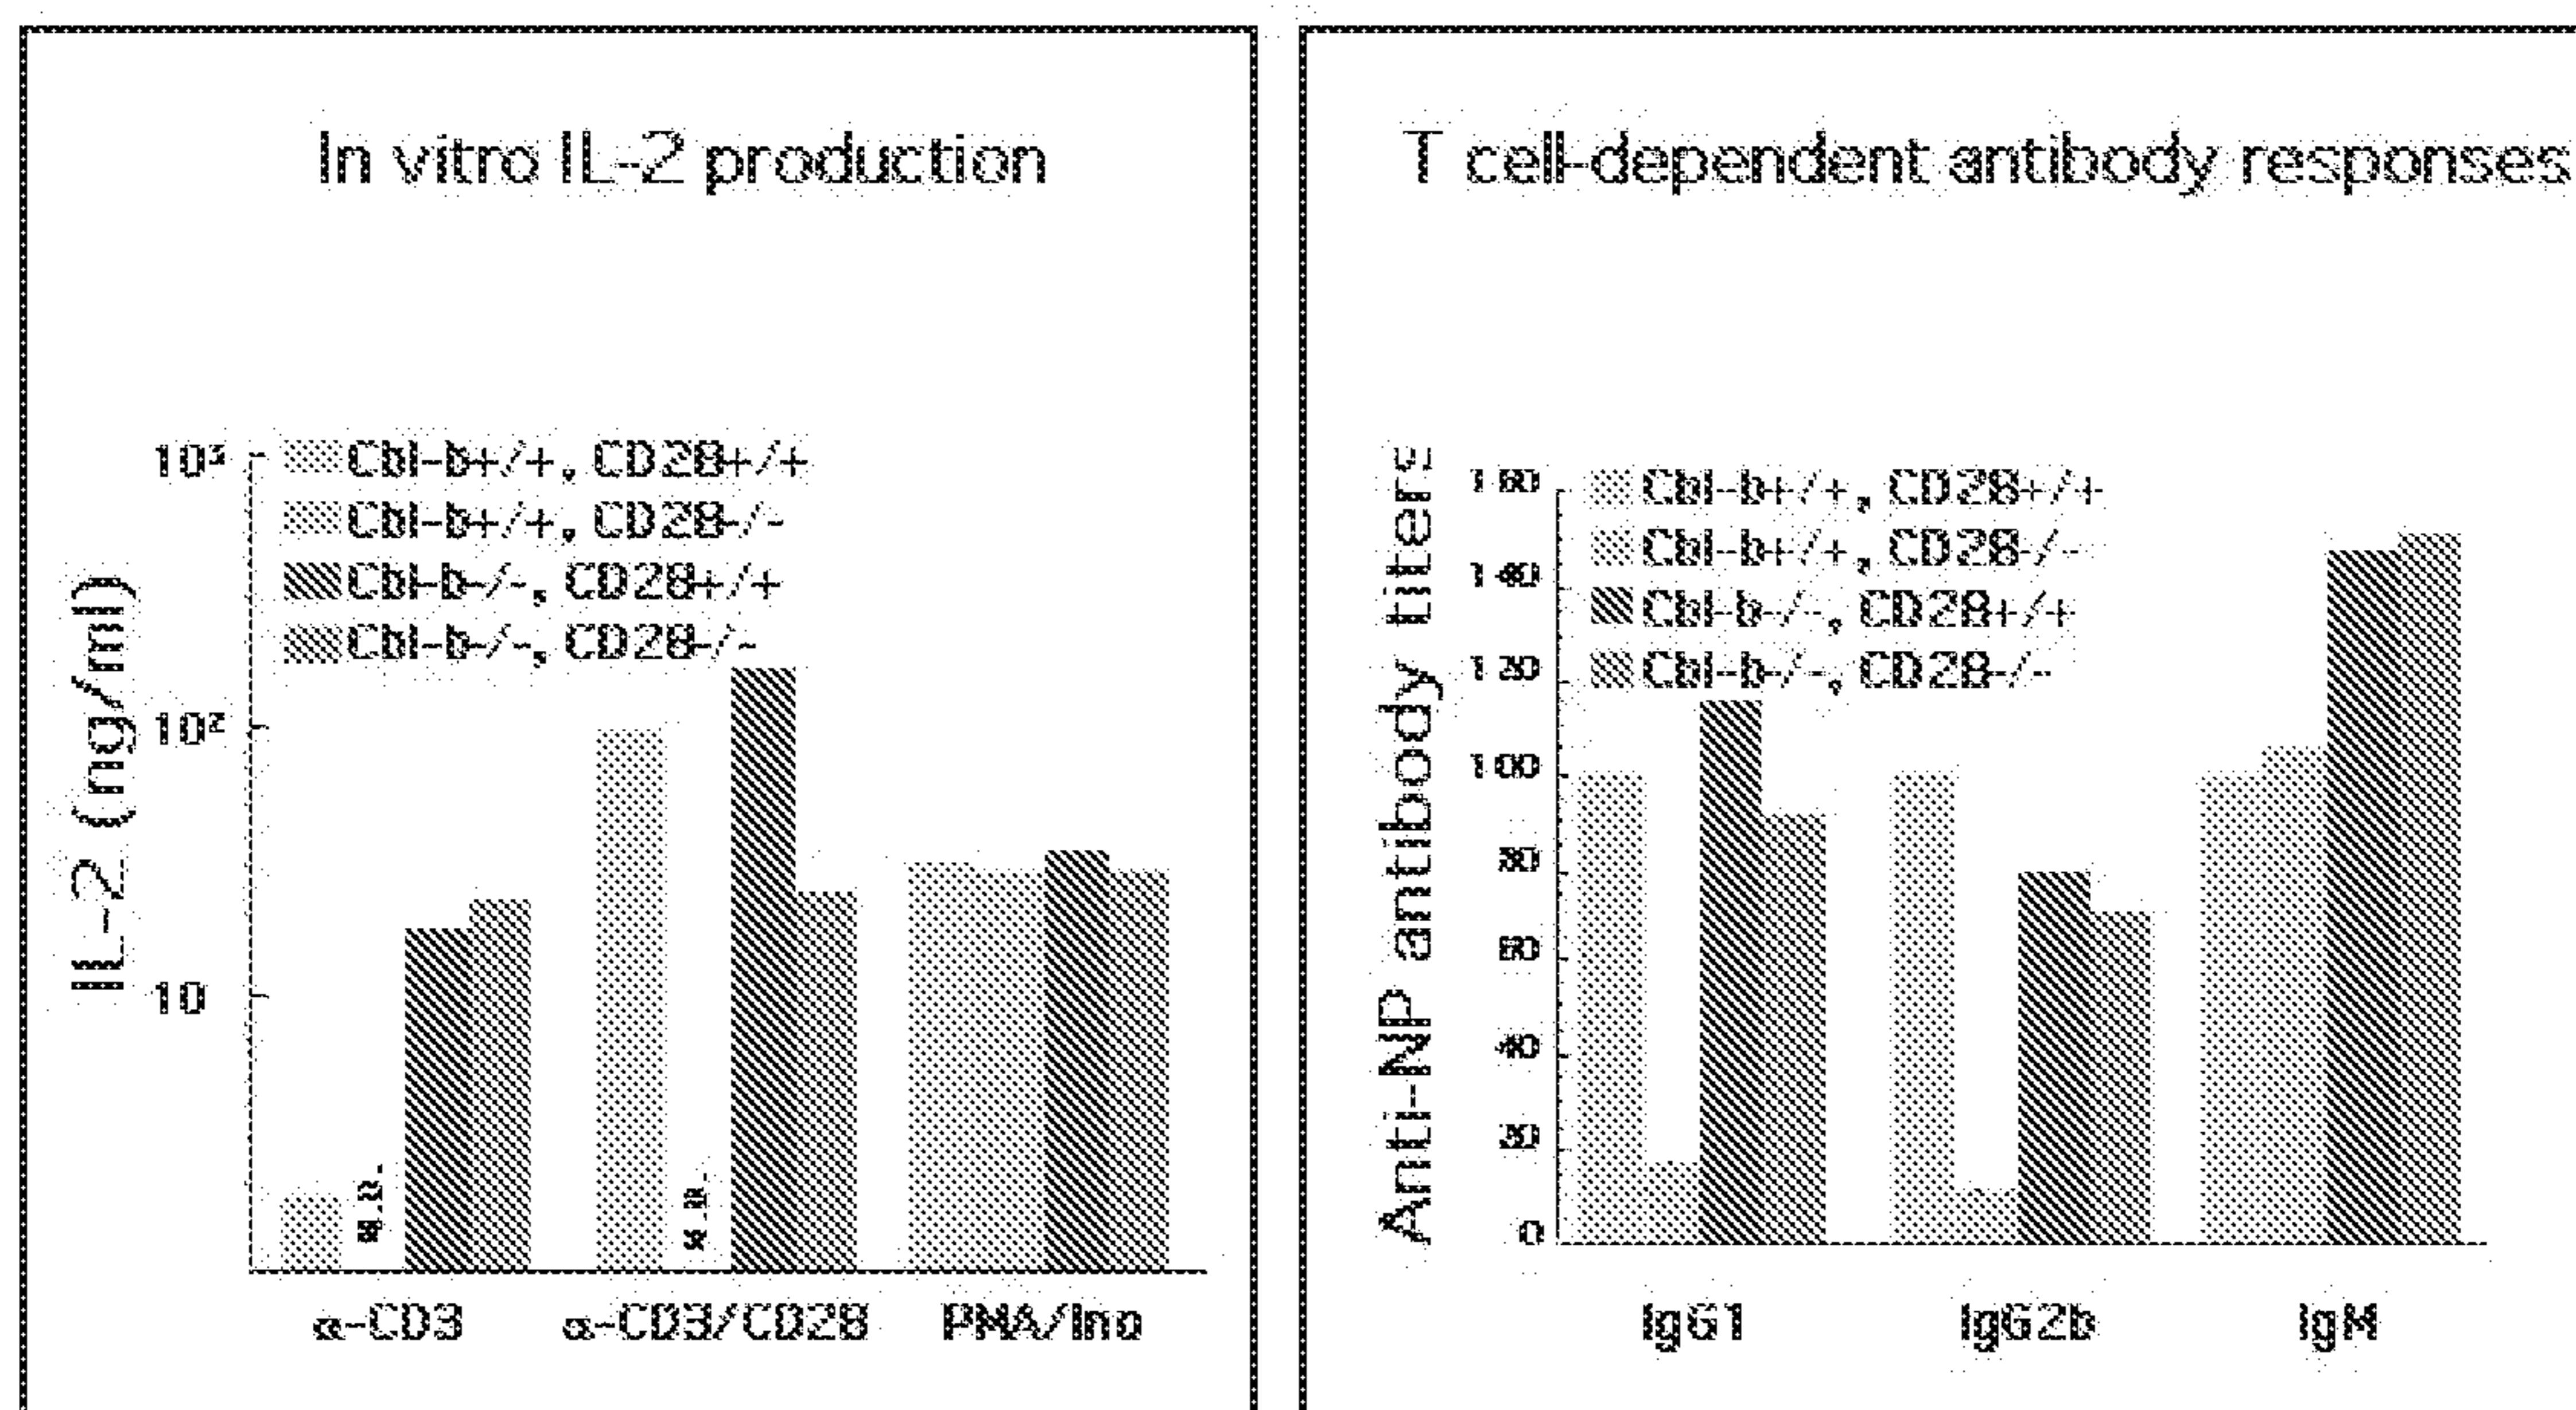 In vitro IL-2 production
IL-2 (ng/ml)
10³
10²
10
Cbl-b+/+, CD28+/+
Cbl-b+/+, CD28-/-
Cbl-b-/-, CD28+/+
Cbl-b-/-, CD28-/-
α-CD3
α-CD3/CD28
PMA/Ino
T cell-dependent antibody responses
Anti-NP antibody titers
160
140
120
100
80
60
40
20
0
Cbl-b+/+, CD28+/+
Cbl-b+/+, CD28-/-
Cbl-b-/-, CD28+/+
Cbl-b-/-, CD28-/-
IgG1
IgG2b
IgM